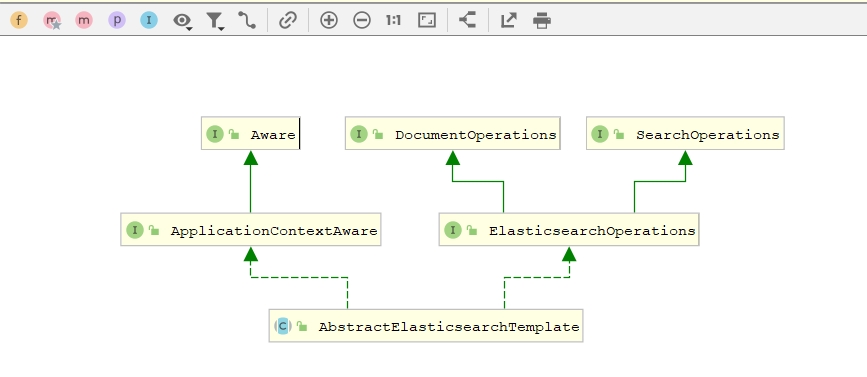 f m m p I 1:1
I Aware I DocumentOperations I SearchOperations
I ApplicationContextAware I ElasticsearchOperations
C AbstractElasticsearchTemplate